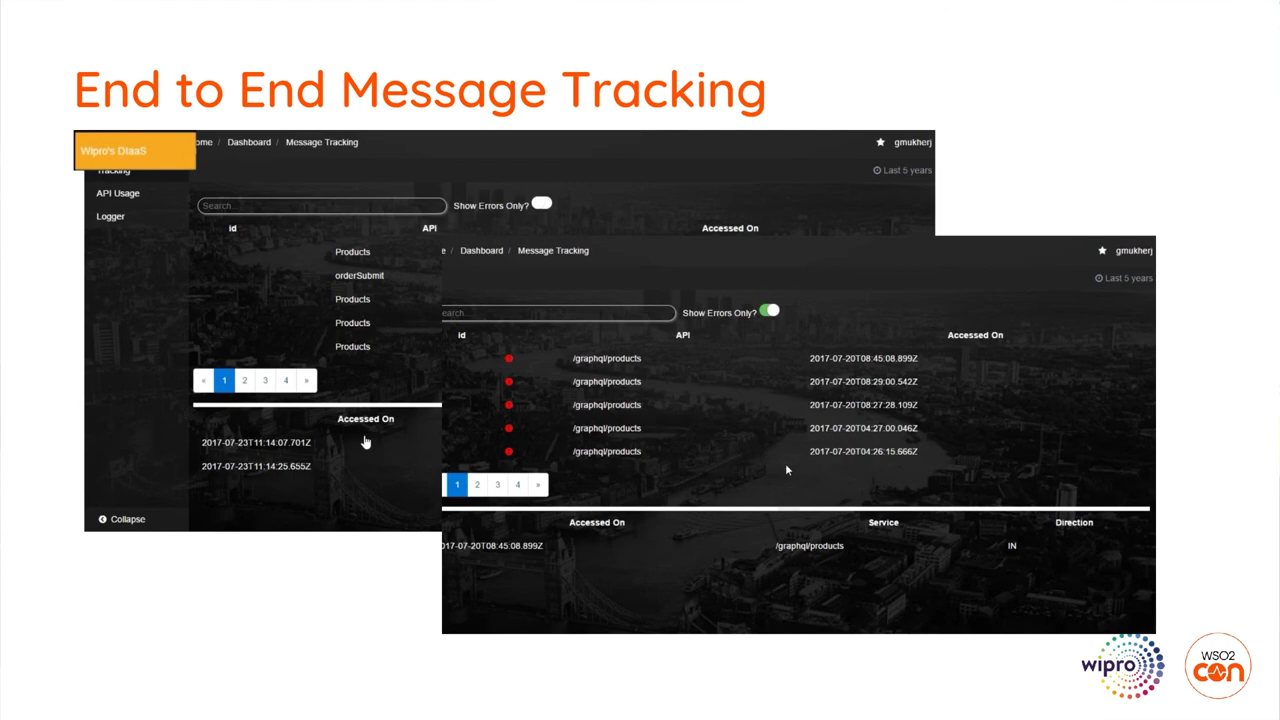 End to End Message Tracking
Wipro's DIaaS
ome / Dashboard / Message Tracking
gmukherj
Tracking
Last 5 years
API Usage
Logger
Search...
Show Errors Only?
id API Accessed On
Products
orderSubmit
Products
Products
Products
« 1 2 3 4 »
Accessed On
2017-07-23T11:14:07.701Z
2017-07-23T11:14:25.655Z
Collapse
e / Dashboard / Message Tracking
gmukherj
Last 5 years
earch
Show Errors Only?
id API Accessed On
/graphql/products 2017-07-20T08:45:08.899Z
/graphql/products 2017-07-20T08:29:00.542Z
/graphql/products 2017-07-20T08:27:28.109Z
/graphql/products 2017-07-20T04:27:00.046Z
/graphql/products 2017-07-20T04:26:15.666Z
1 2 3 4 »
Accessed On Service Direction
017-07-20T08:45:08.899Z /graphql/products IN
wipro
WSO2
CON